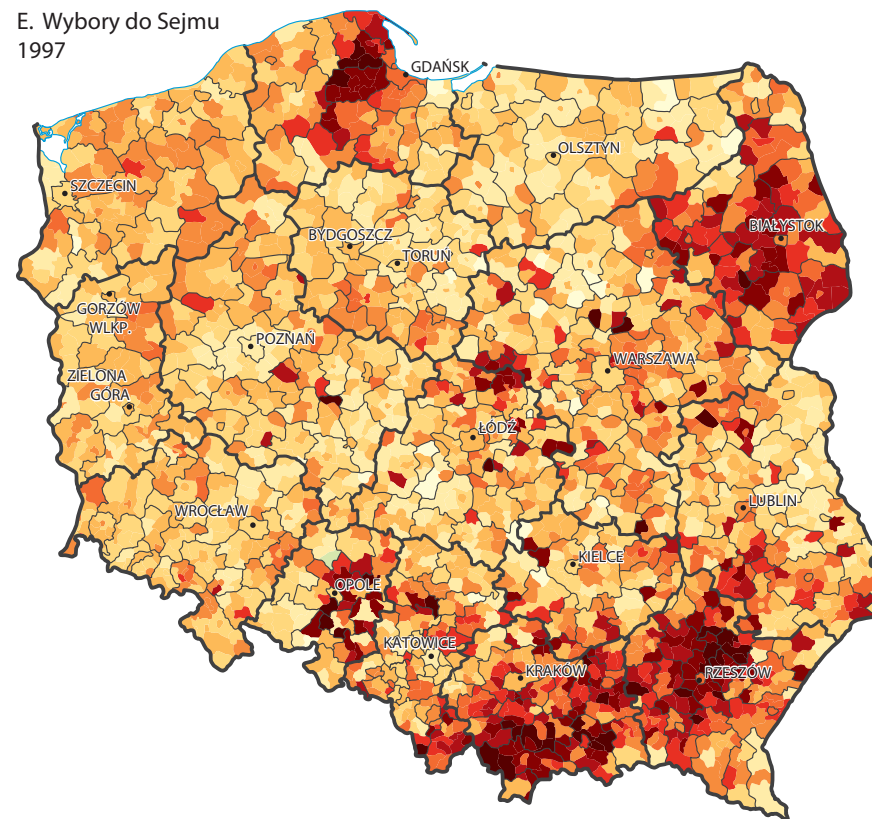 E. Wybory do Sejmu
1997
GDAŃSK
OLSZTYN
SZCZECIN
BIAŁYSTOK
BYDGOSZCZ
TORUŃ
GORZÓW
WLKP.
POZNAŃ
WARSZAWA
ZIELONA
GÓRA
ŁÓDŹ
LUBLIN
WROCŁAW
KIELCE
OPOLE
KATOWICE
KRAKÓW
RZESZÓW